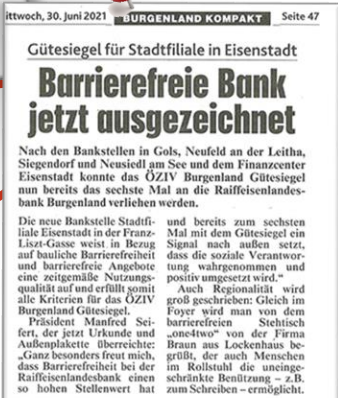 ittwoch, 30. Juni 2021
BURGENLAND KOMPAKT
Seite 47
Gütesiegel für Stadtfiliale in Eisenstadt
Barrierefreie Bank
jetzt ausgezeichnet
Nach den Bankstellen in Gols, Neufeld an der Leitha,
Siegendorf und Neusiedl am See und dem Finanzcenter
Eisenstadt konnte das ÖZIV Burgenland Gütesiegel
nun bereits das sechste Mal an die Raiffeisenlandes-
bank Burgenland verliehen werden.
Die neue Bankstelle Stadtfi-
liale Eisenstadt in der Franz-
Liszt-Gasse weist in Bezug
auf bauliche Barrierefreiheit
und barrierefreie Angebote
eine zeitgemäße Nutzungs-
qualität auf und erfüllt somit
alle Kriterien für das ÖZIV
Burgenland Gütesiegel.
Präsident Manfred Sei-
fert, der jetzt Urkunde und
Außenplakette überreichte:
„Ganz besonders freut mich,
dass Barrierefreiheit bei der
Raiffeisenlandesbank einen
so hohen Stellenwert hat
und bereits zum sechsten
Mal mit dem Gütesiegel ein
Signal nach außen setzt,
dass die soziale Verantwor-
tung wahrgenommen und
positiv umgesetzt wird.“
Auch Regionalität wird
groß geschrieben: Gleich im
Foyer wird man von dem
barrierefreien Stehtisch
„one4two“ von der Firma
Braun aus Lockenhaus be-
grüßt, der auch Menschen
im Rollstuhl die uneinge-
schränkte Benützung – z.B.
zum Schreiben – ermöglicht.